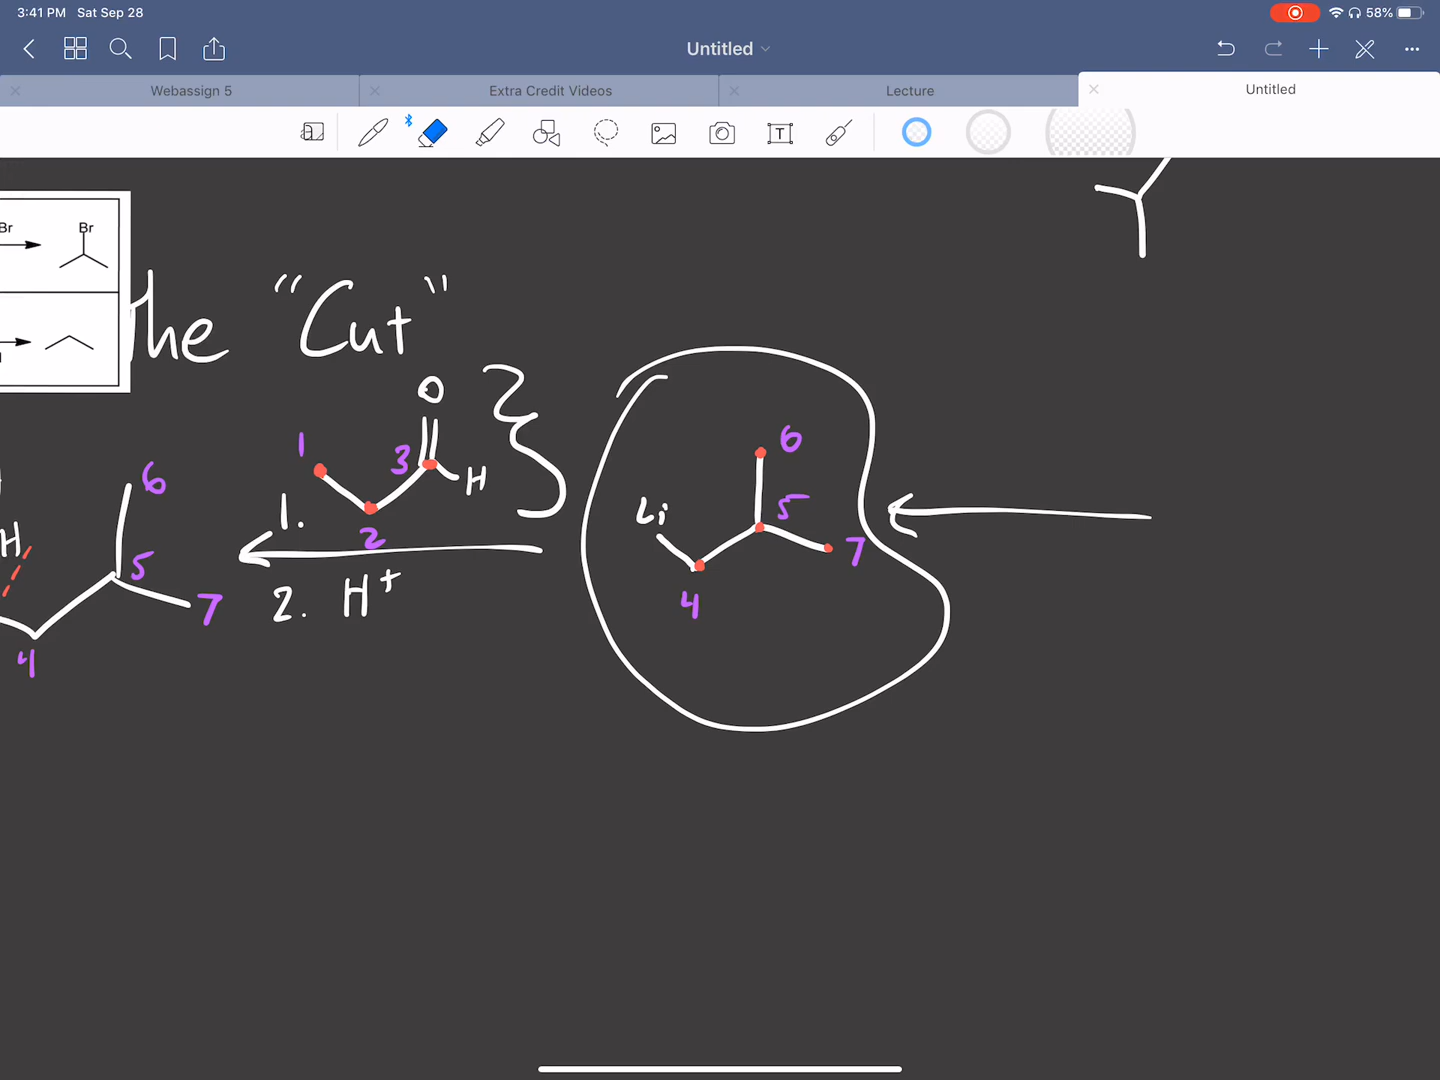 3:41 PM Sat Sep 28
58%
Untitled
Webassign 5
Extra Credit Videos
Lecture
Untitled
T
Br
Br
The "Cut"
O
1
3
H
1.
2
2. H+
H
6
5
7
4
Li
6
5
7
4